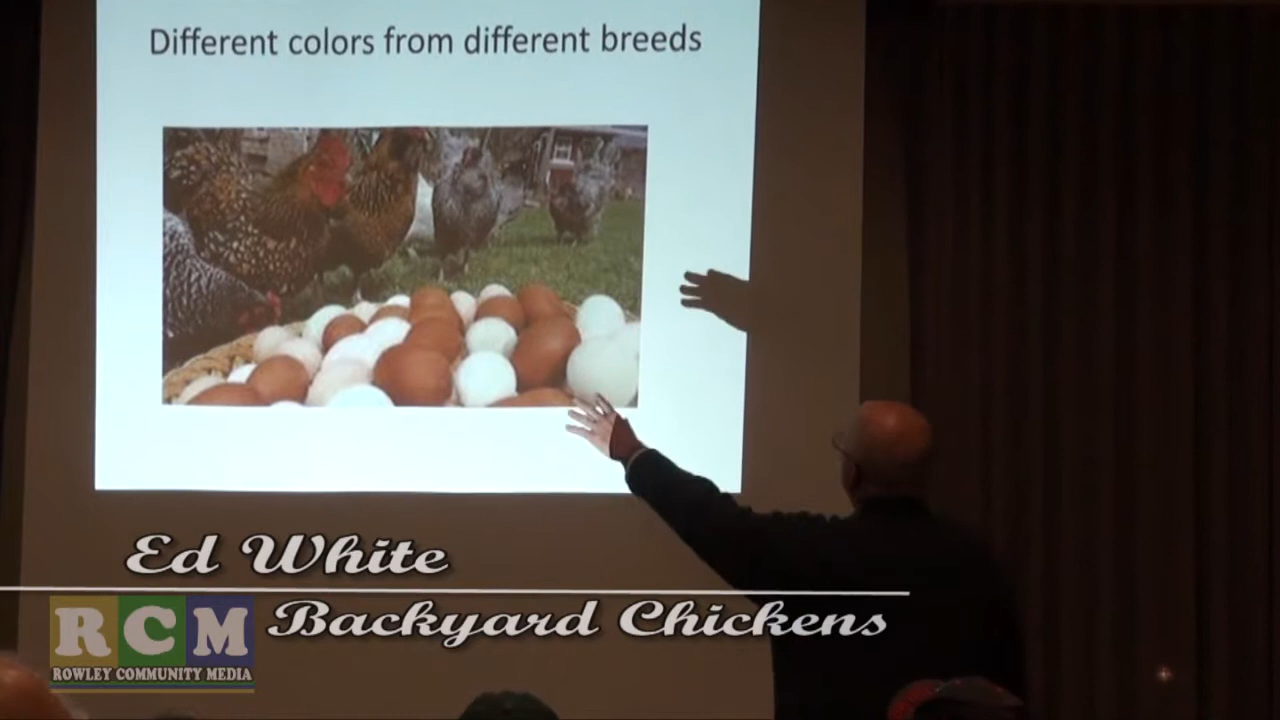 Different colors from different breeds
Ed White
Backyard Chickens
RCM
ROWLEY COMMUNITY MEDIA